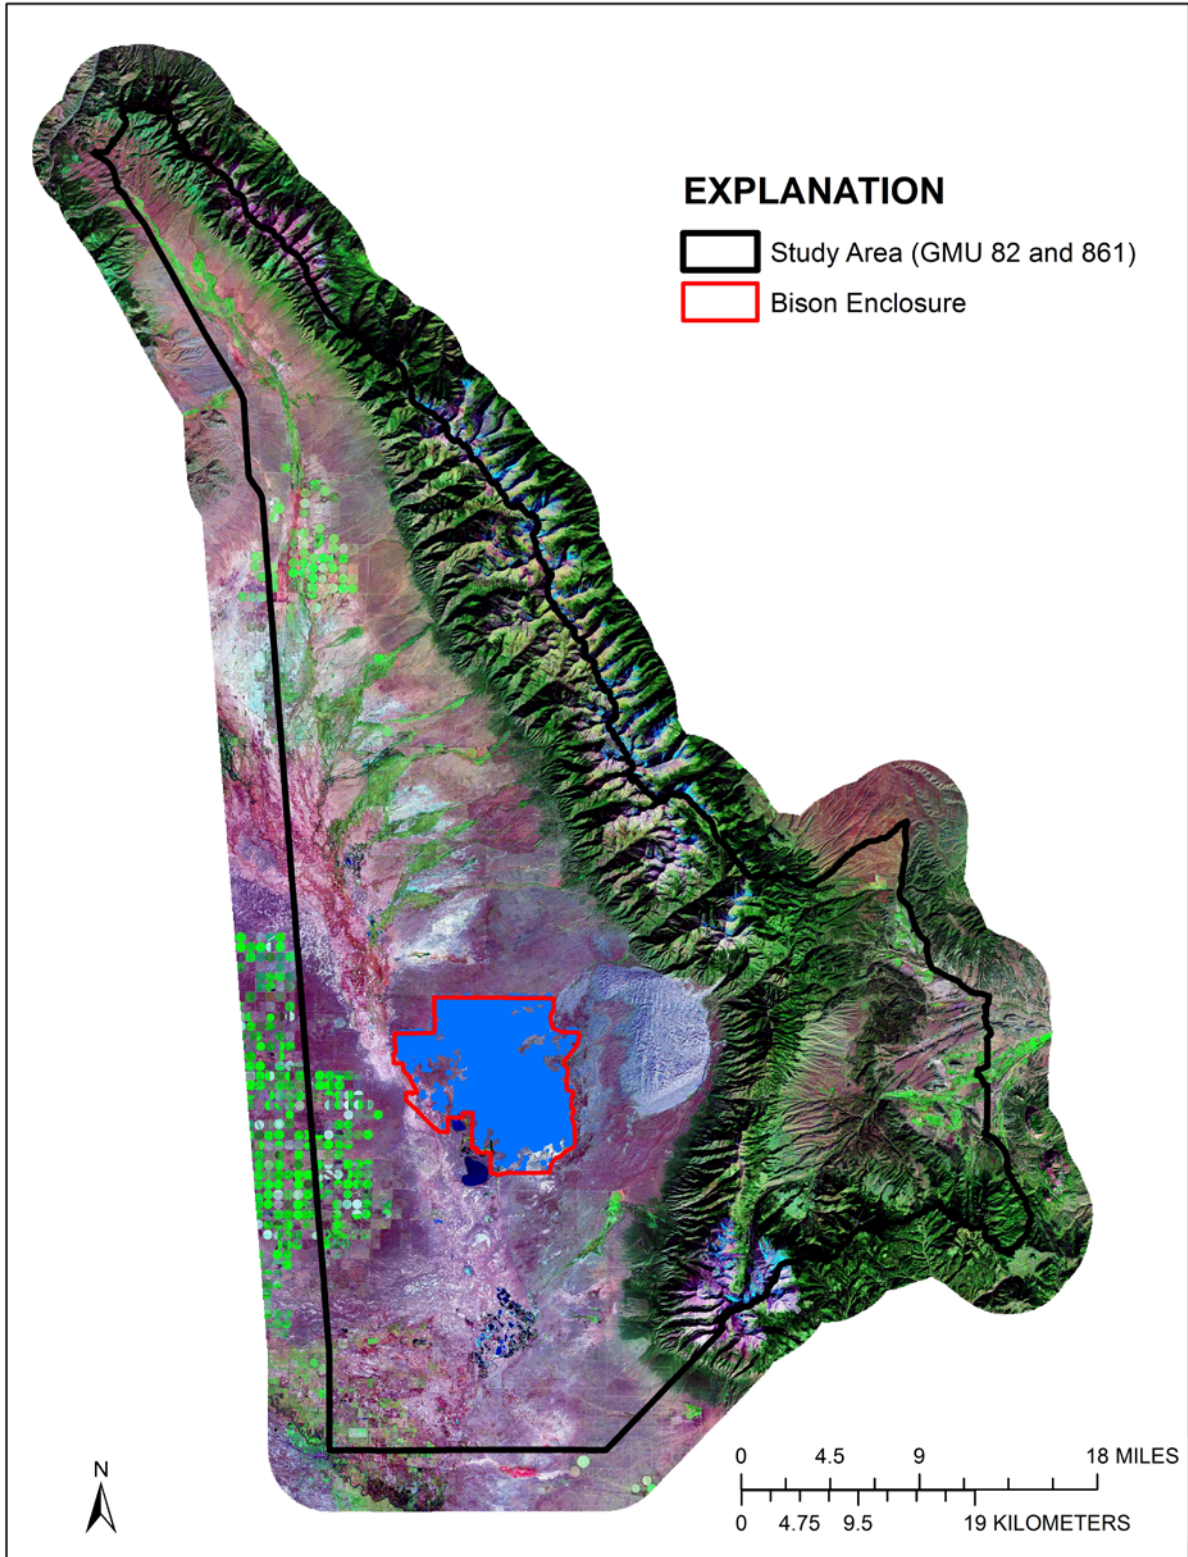 EXPLANATION
Study Area (GMU 82 and 861)
Bison Enclosure
N
0 4.5 9 18 MILES
0 4.75 9.5 19 KILOMETERS